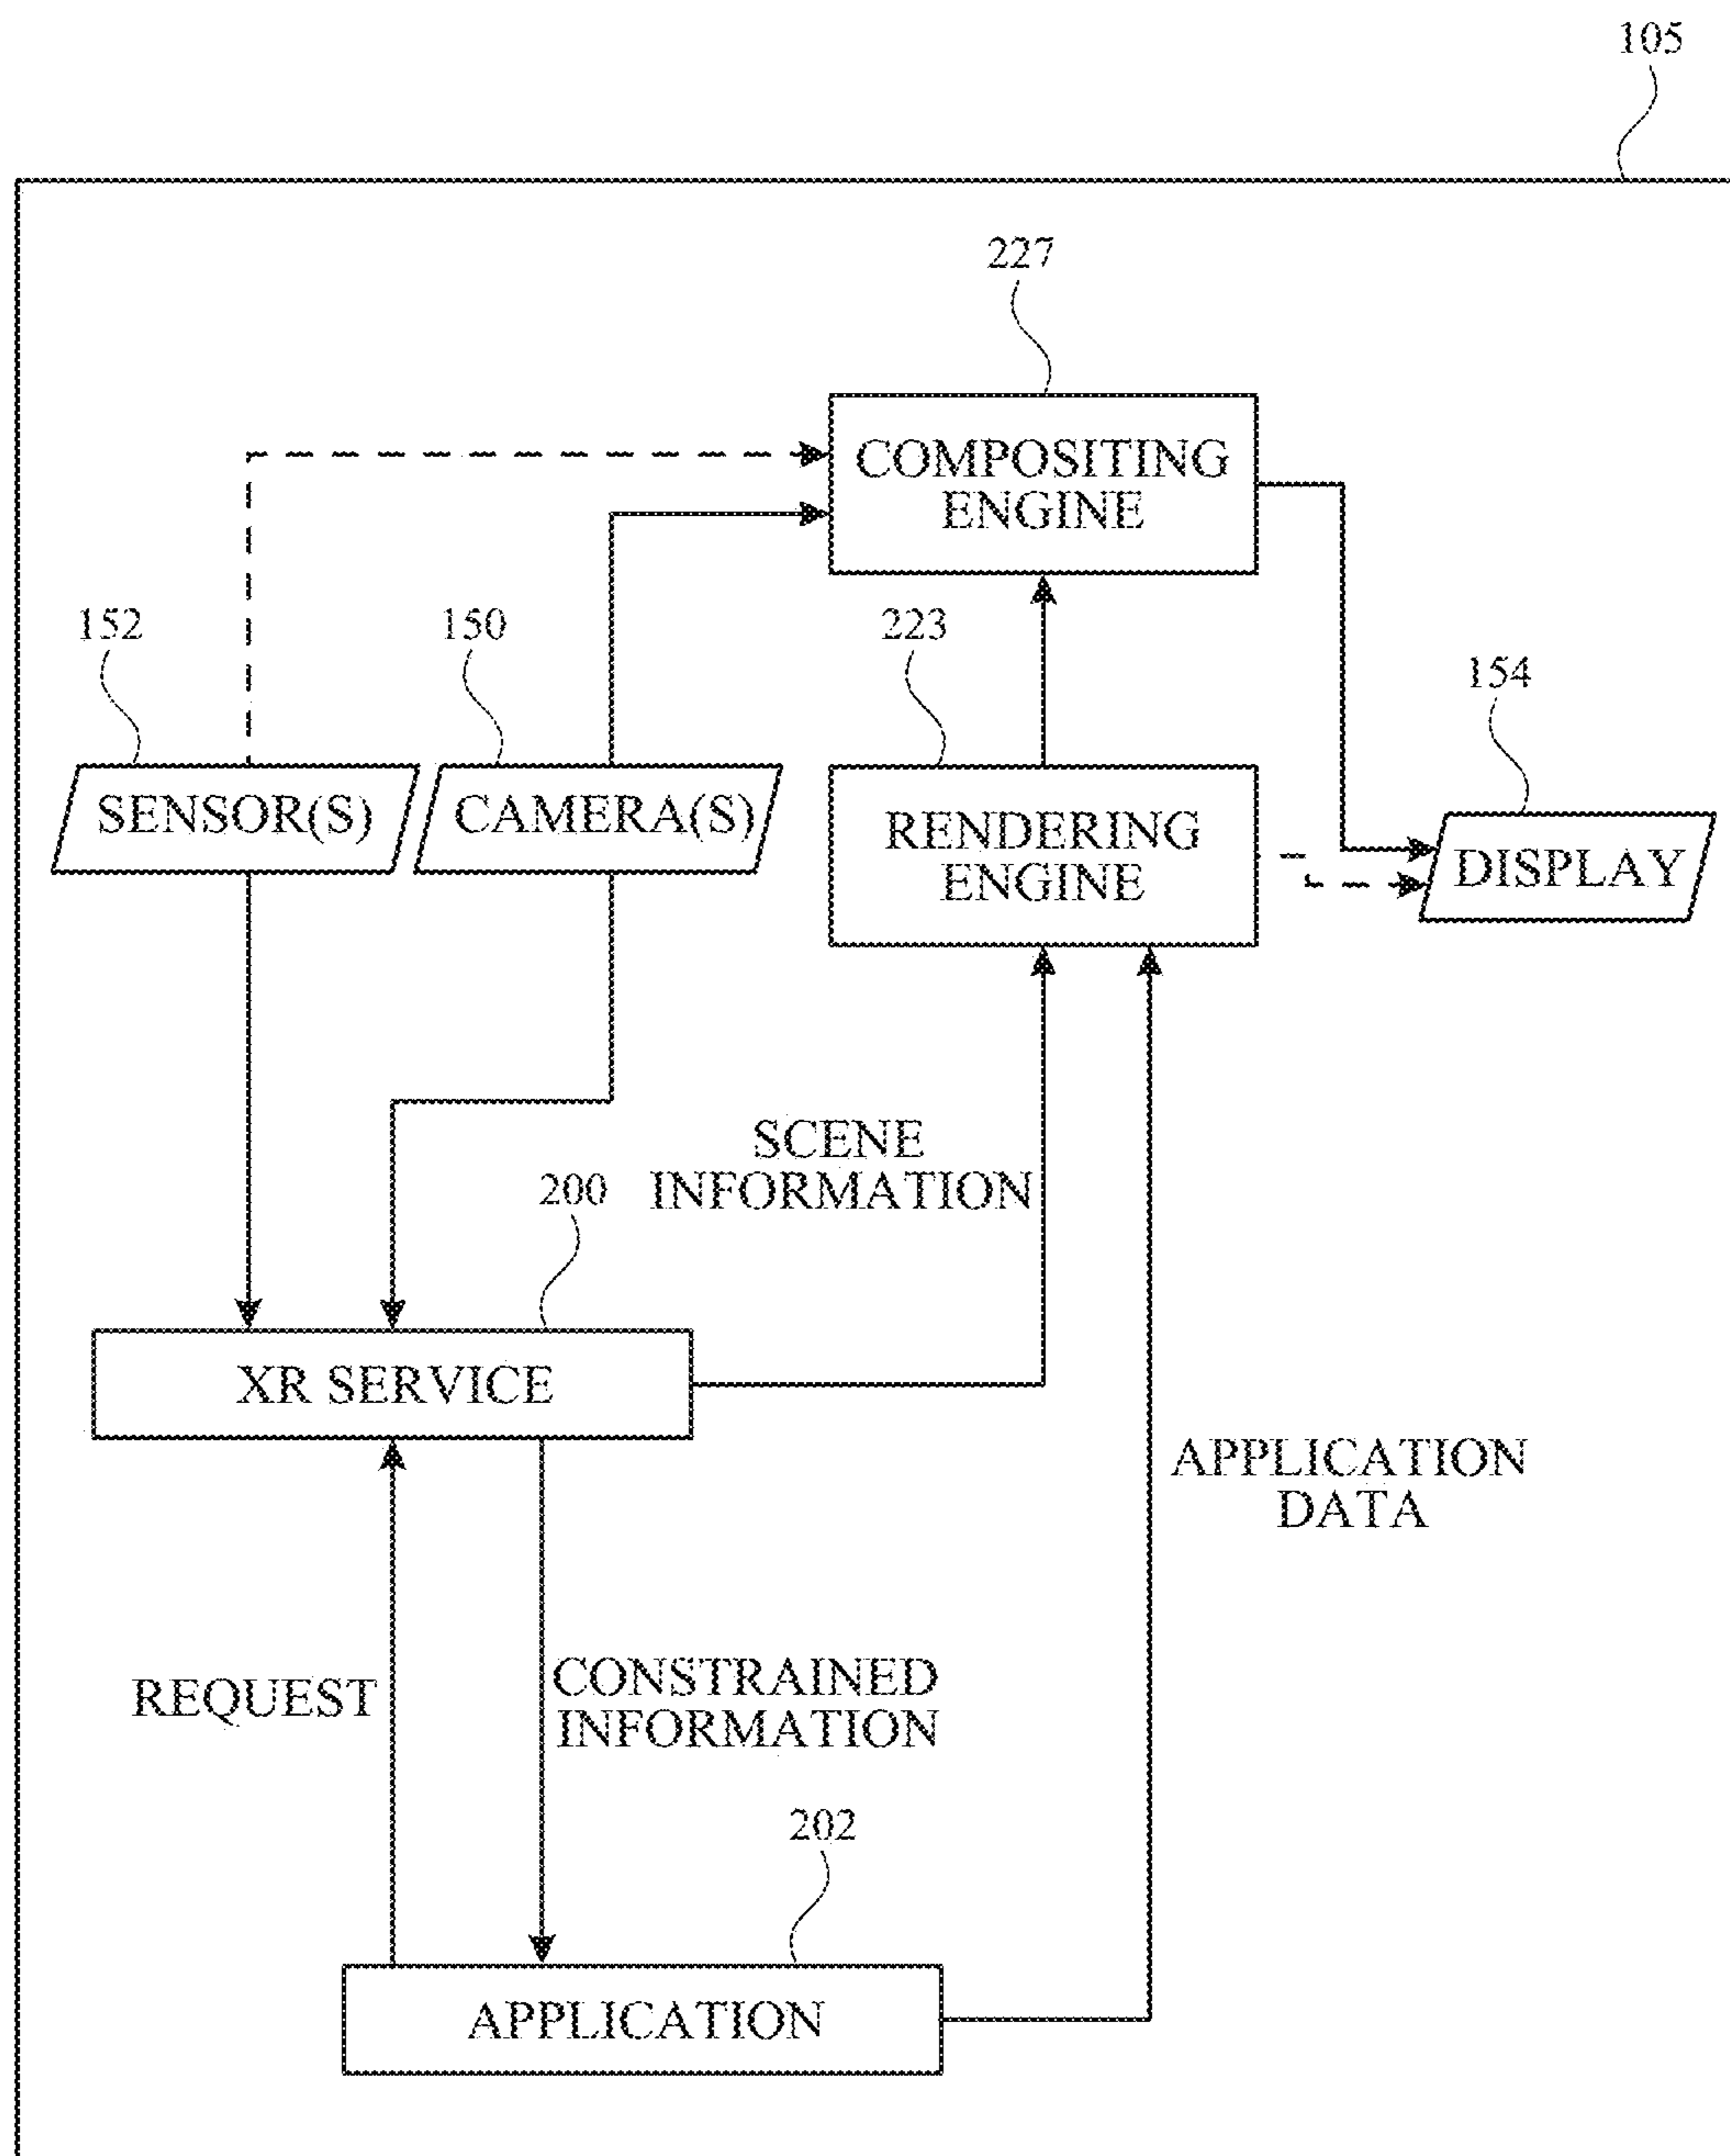 105
227
COMPOSITING
ENGINE
152
150
223
154
SENSOR(S)
CAMERA(S)
RENDERING
ENGINE
DISPLAY
SCENE
INFORMATION
200
XR SERVICE
APPLICATION
DATA
REQUEST
CONSTRAINED
INFORMATION
202
APPLICATION